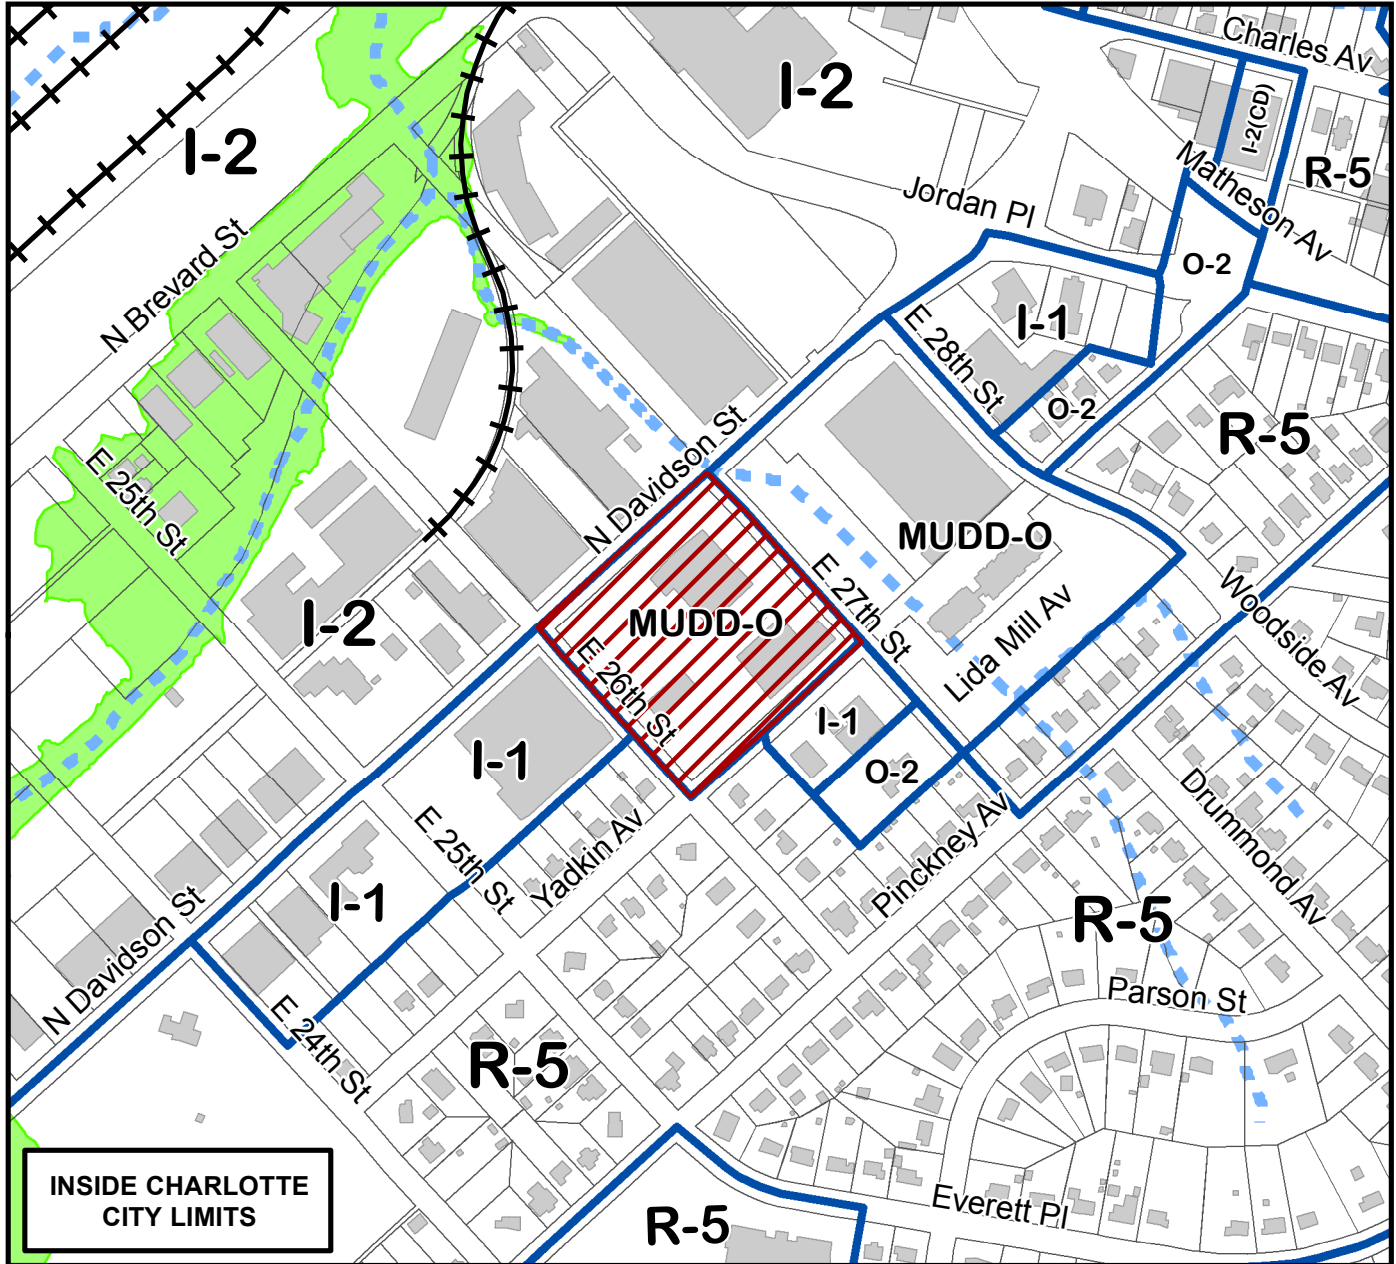 Charles Av
I-2
I-2(CD)
I-2
Matheson Av
R-5
Jordan Pl
N Brevard St
O-2
E 28th St
I-1
O-2
R-5
N Davidson St
E 25th St
MUDD-O
E 27th St
I-2
MUDD-O
Woodside Av
Lida Mill Av
E 26th St
I-1
I-1
O-2
Drummond Av
E 25th St
Yadkin Av
Pinckney Av
I-1
R-5
N Davidson St
Parson St
E 24th St
R-5
INSIDE CHARLOTTE
CITY LIMITS
R-5
Everett Pl